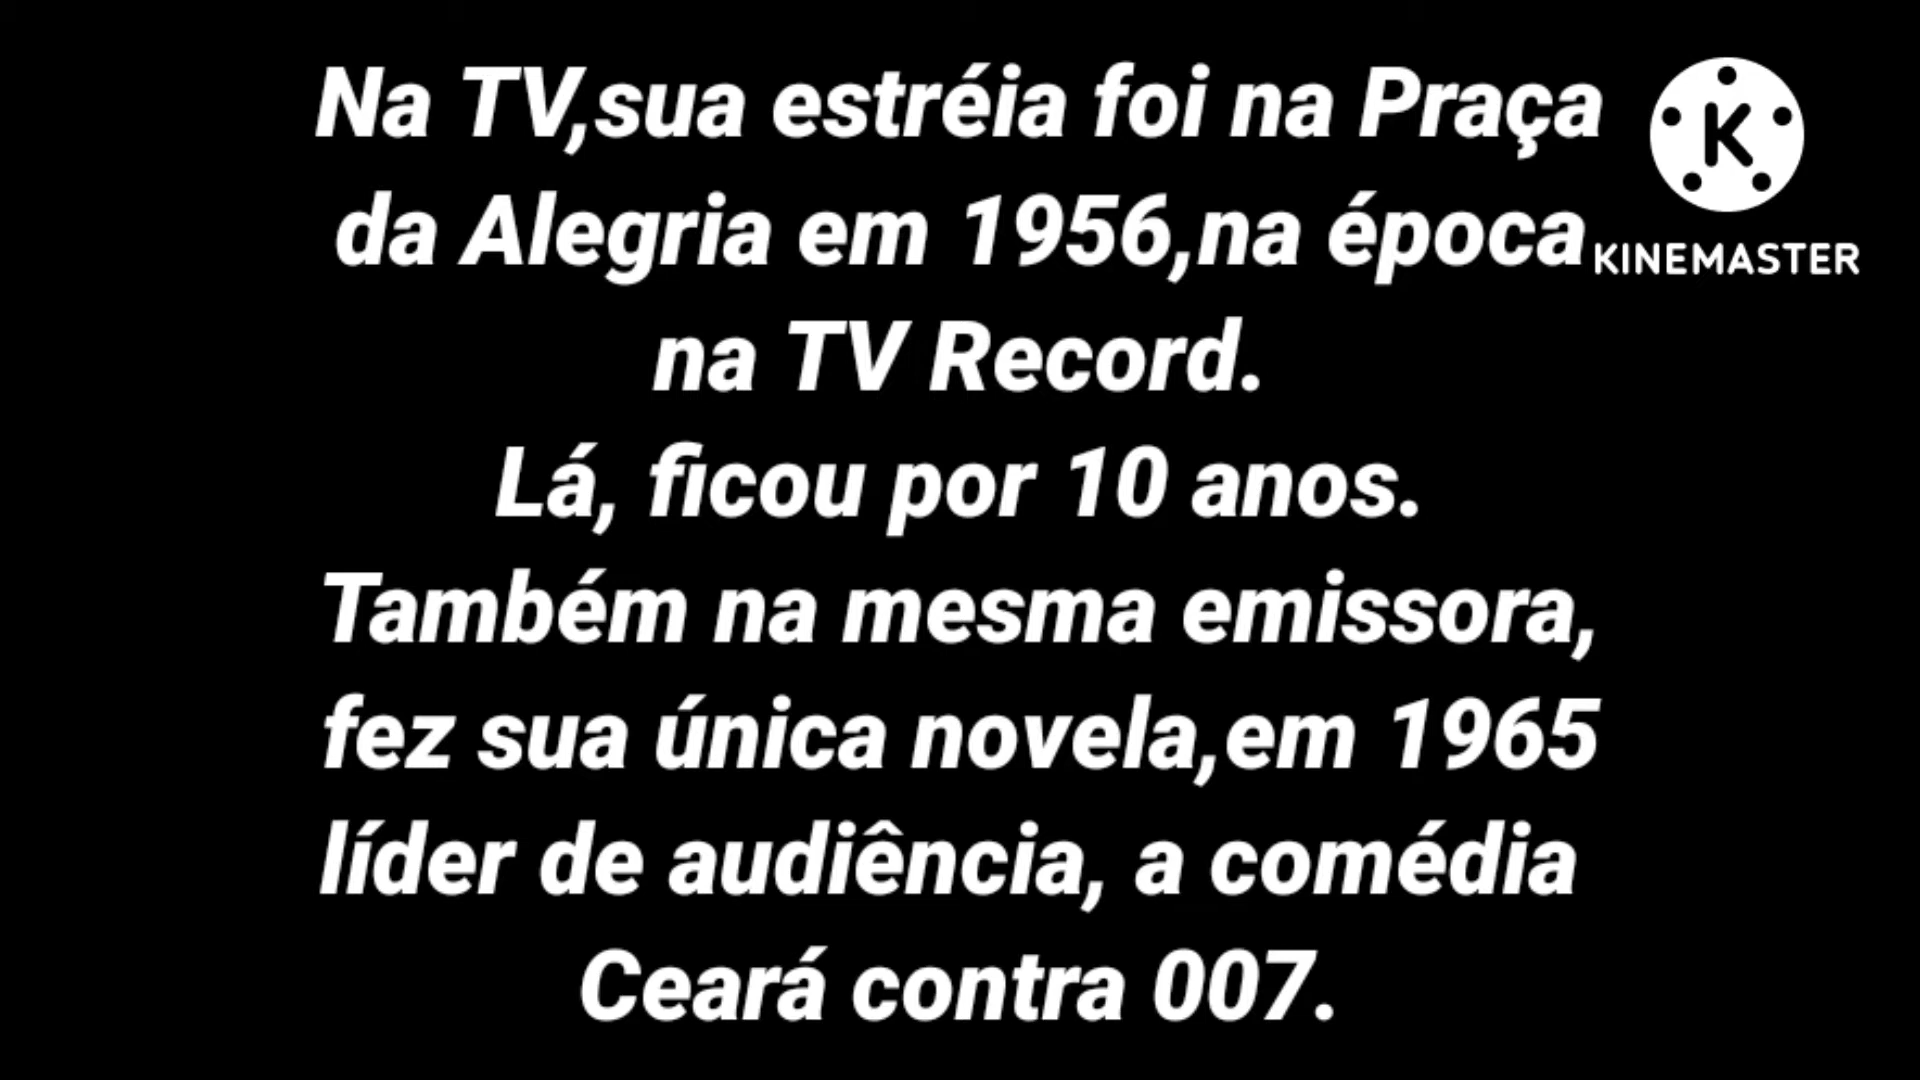 Na TV,sua estréia foi na Praça
da Alegria em 1956,na época
na TV Record.
Lá, ficou por 10 anos.
Também na mesma emissora,
fez sua única novela,em 1965
líder de audiência, a comédia
Ceará contra 007.
K
KINEMASTER